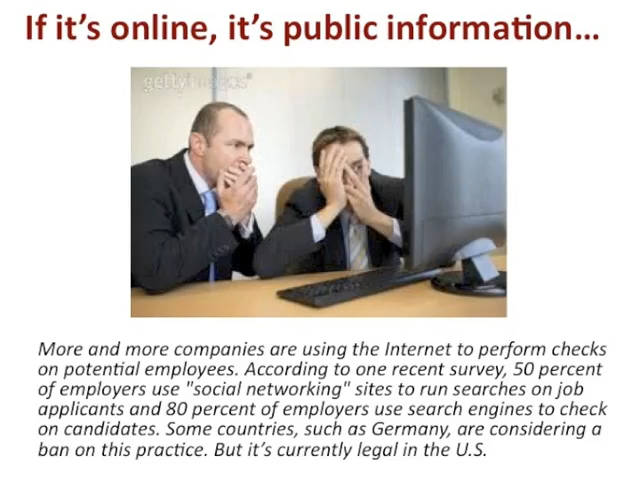 If it's online, it's public information...
gettyimages®
More and more companies are using the Internet to perform checks
on potential employees. According to one recent survey, 50 percent
of employers use "social networking" sites to run searches on job
applicants and 80 percent of employers use search engines to check
on candidates. Some countries, such as Germany, are considering a
ban on this practice. But it's currently legal in the U.S.